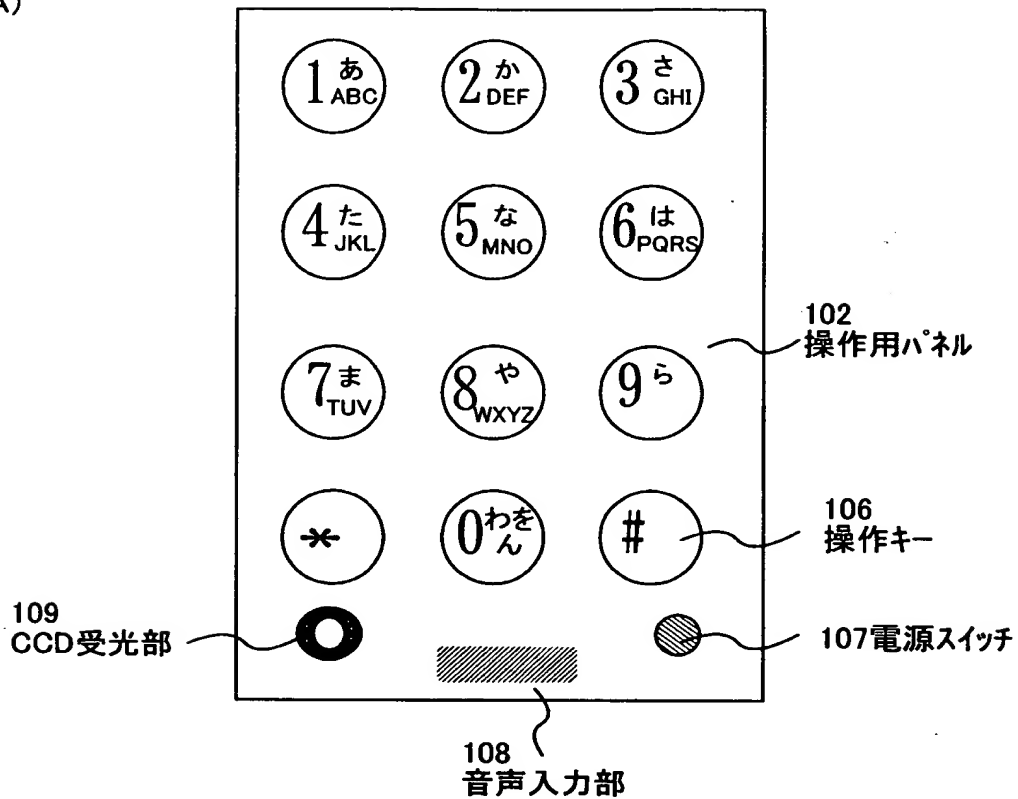 A)
1 あ ABC
2 か DEF
3 さ GHI
4 た JKL
5 な MNO
6 は PQRS
7 ま TUV
8 や WXYZ
9 ら
102
操作用パネル
*
0 わをん
#
106
操作キー
109
CCD受光部
107電源スイッチ
108
音声入力部